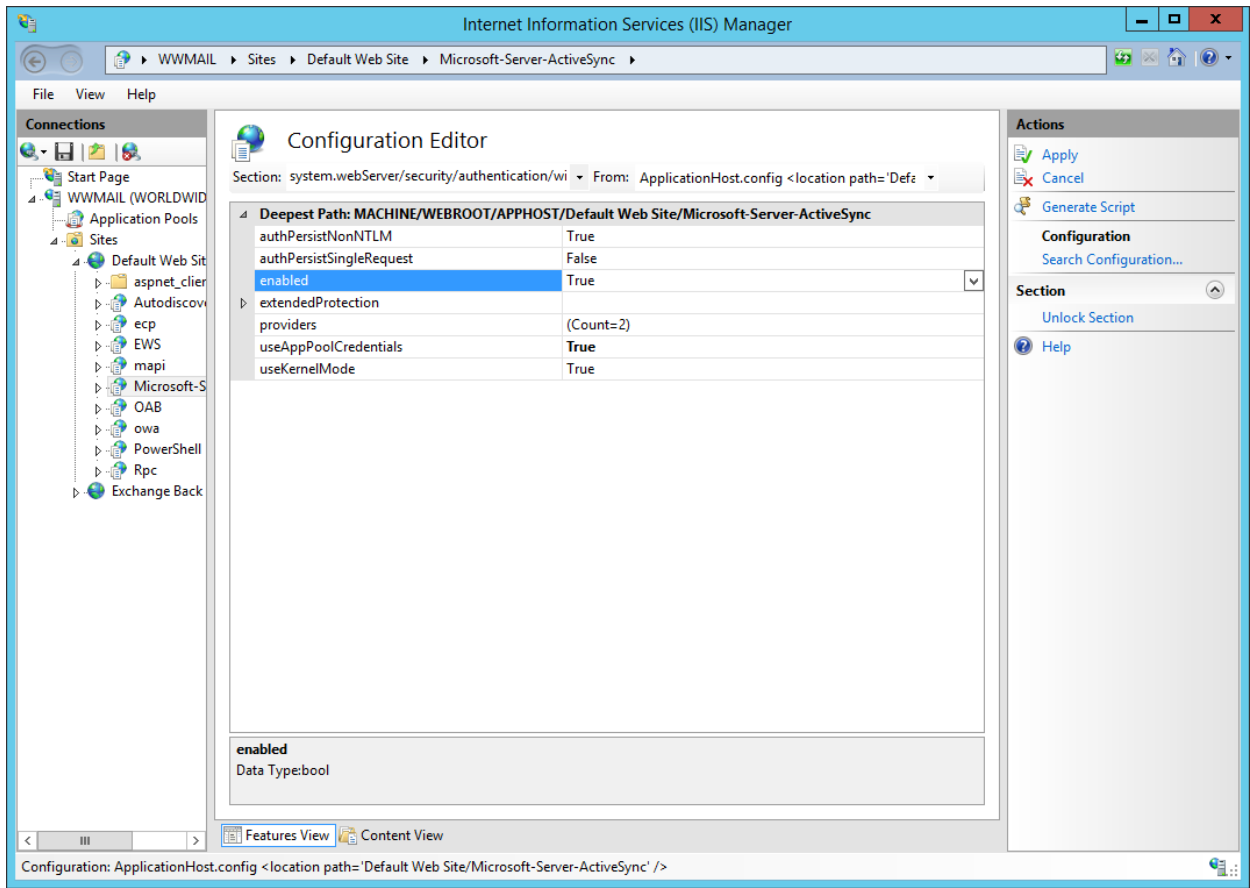 Internet Information Services (IIS) Manager
WWMAIL Sites Default Web Site Microsoft-Server-ActiveSync
File View Help
Connections
Start Page
WWMAIL (WORLDWID
Application Pools
Sites
Default Web Sit
aspnet_clier
Autodiscov
ecp
EWS
mapi
Microsoft-S
OAB
owa
PowerShell
Rpc
Exchange Back
Configuration Editor
Section: system.webServer/security/authentication/wi From: ApplicationHost.config <location path='Defa
Deepest Path: MACHINE/WEBROOT/APPHOST/Default Web Site/Microsoft-Server-ActiveSync
authPersistNonNTLM True
authPersistSingleRequest False
enabled True
extendedProtection
providers (Count=2)
useAppPoolCredentials True
useKernelMode True
enabled
Data Type:bool
Features View Content View
Actions
Apply
Cancel
Generate Script
Configuration
Search Configuration...
Section
Unlock Section
Help
Configuration: ApplicationHost.config <location path='Default Web Site/Microsoft-Server-ActiveSync' />